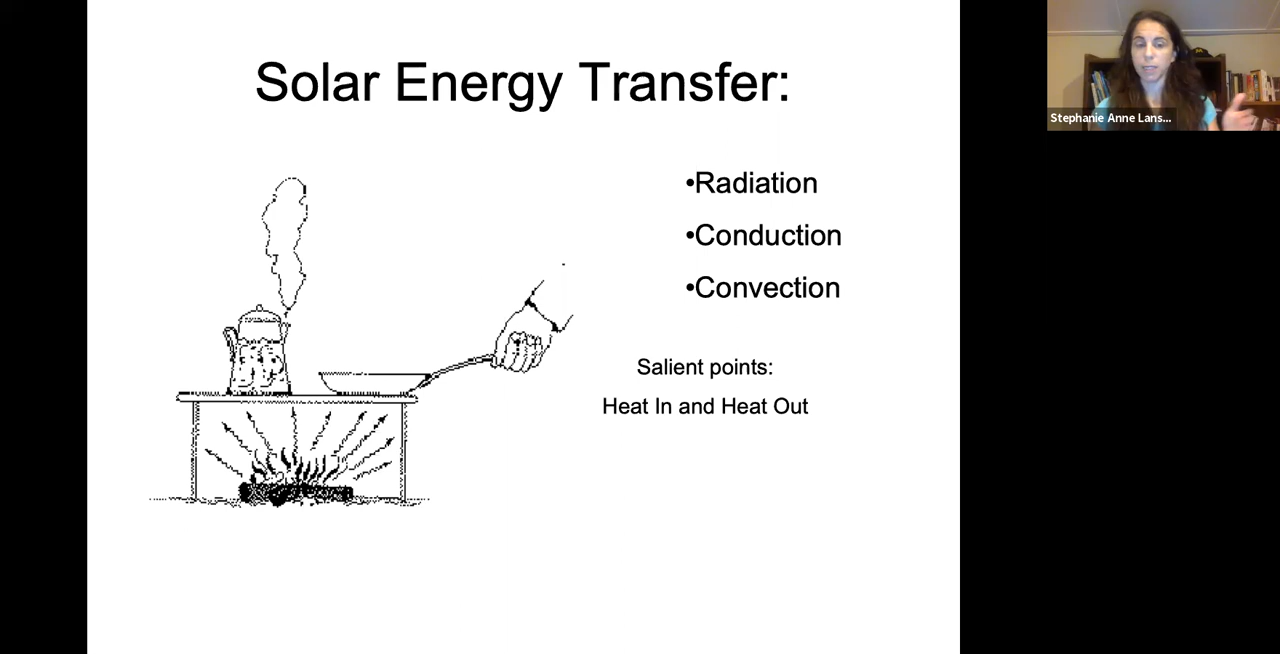 Solar Energy Transfer:
•Radiation
•Conduction
•Convection
Salient points:
Heat In and Heat Out
Stephanie Anne Lans...